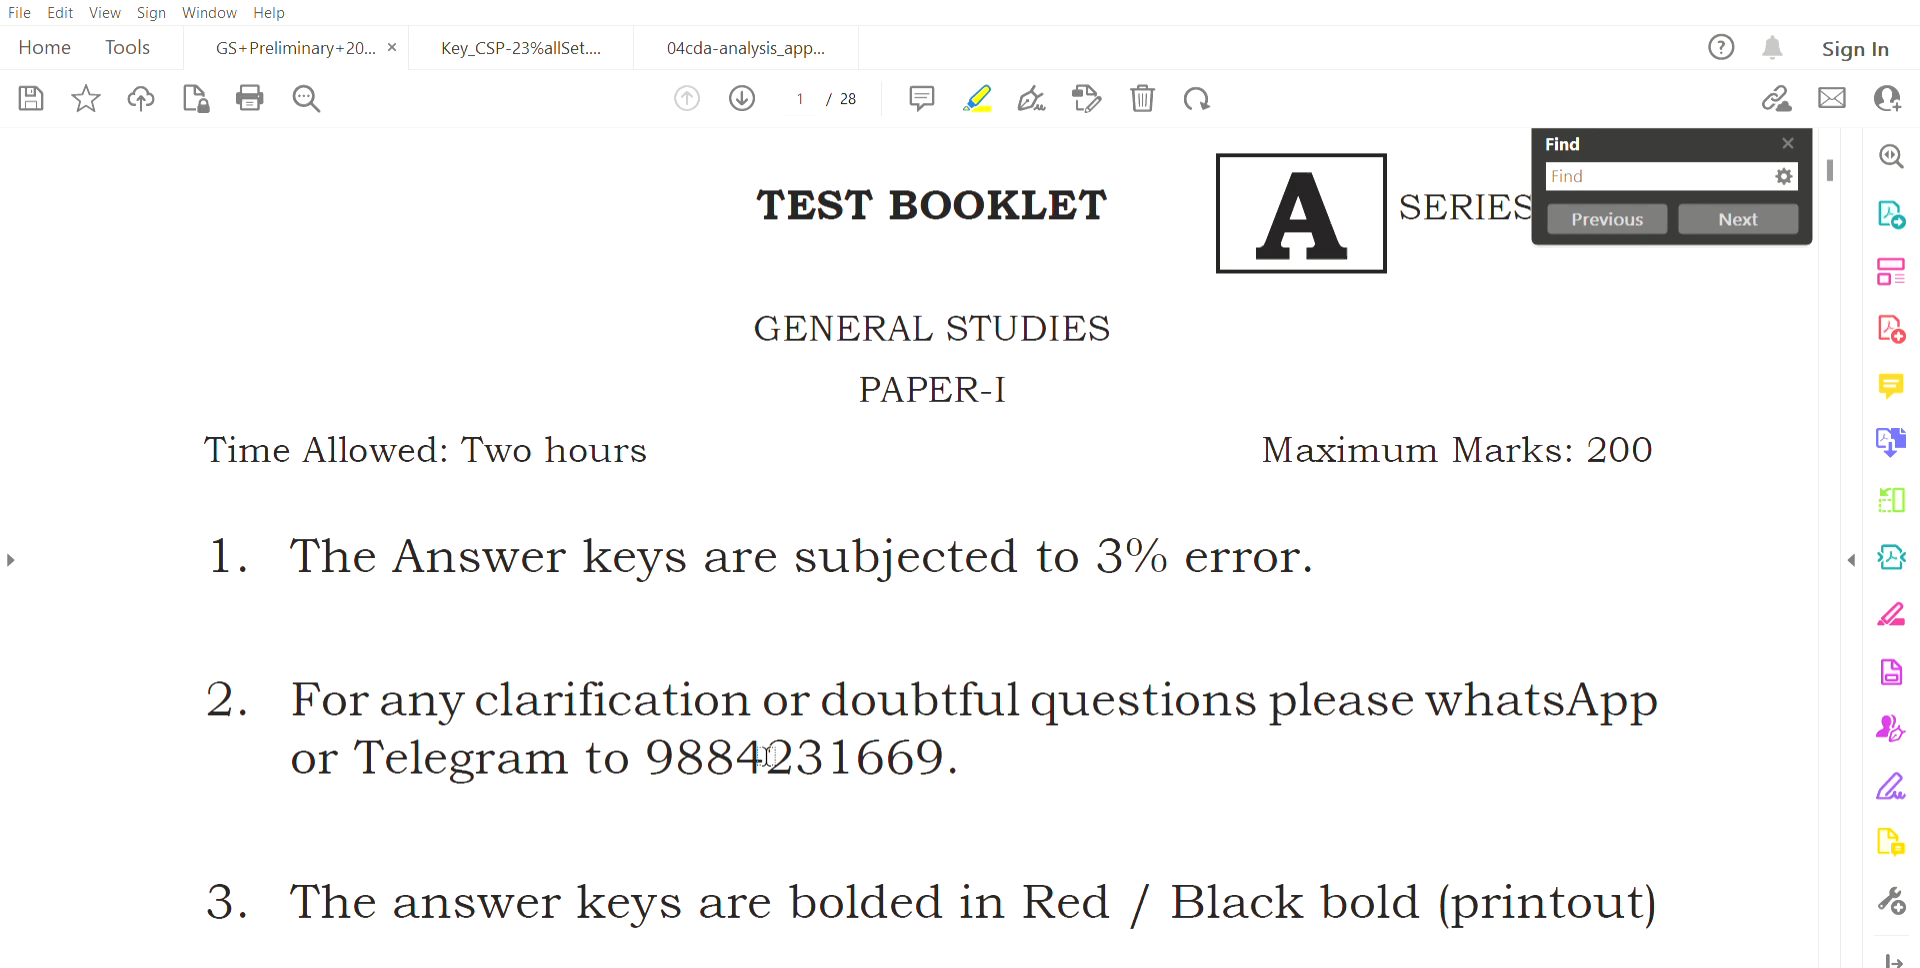 File Edit View Sign Window Help
Home Tools GS+Preliminary+20... × Key_CSP-23%allSet.... 04cda-analysis_app... Sign In
1 / 28
Find
Find
Previous Next
TEST BOOKLET A SERIES
GENERAL STUDIES
PAPER-I
Time Allowed: Two hours Maximum Marks: 200
1. The Answer keys are subjected to 3% error.
2. For any clarification or doubtful questions please whatsApp
or Telegram to 9884231669.
3. The answer keys are bolded in Red / Black bold (printout)